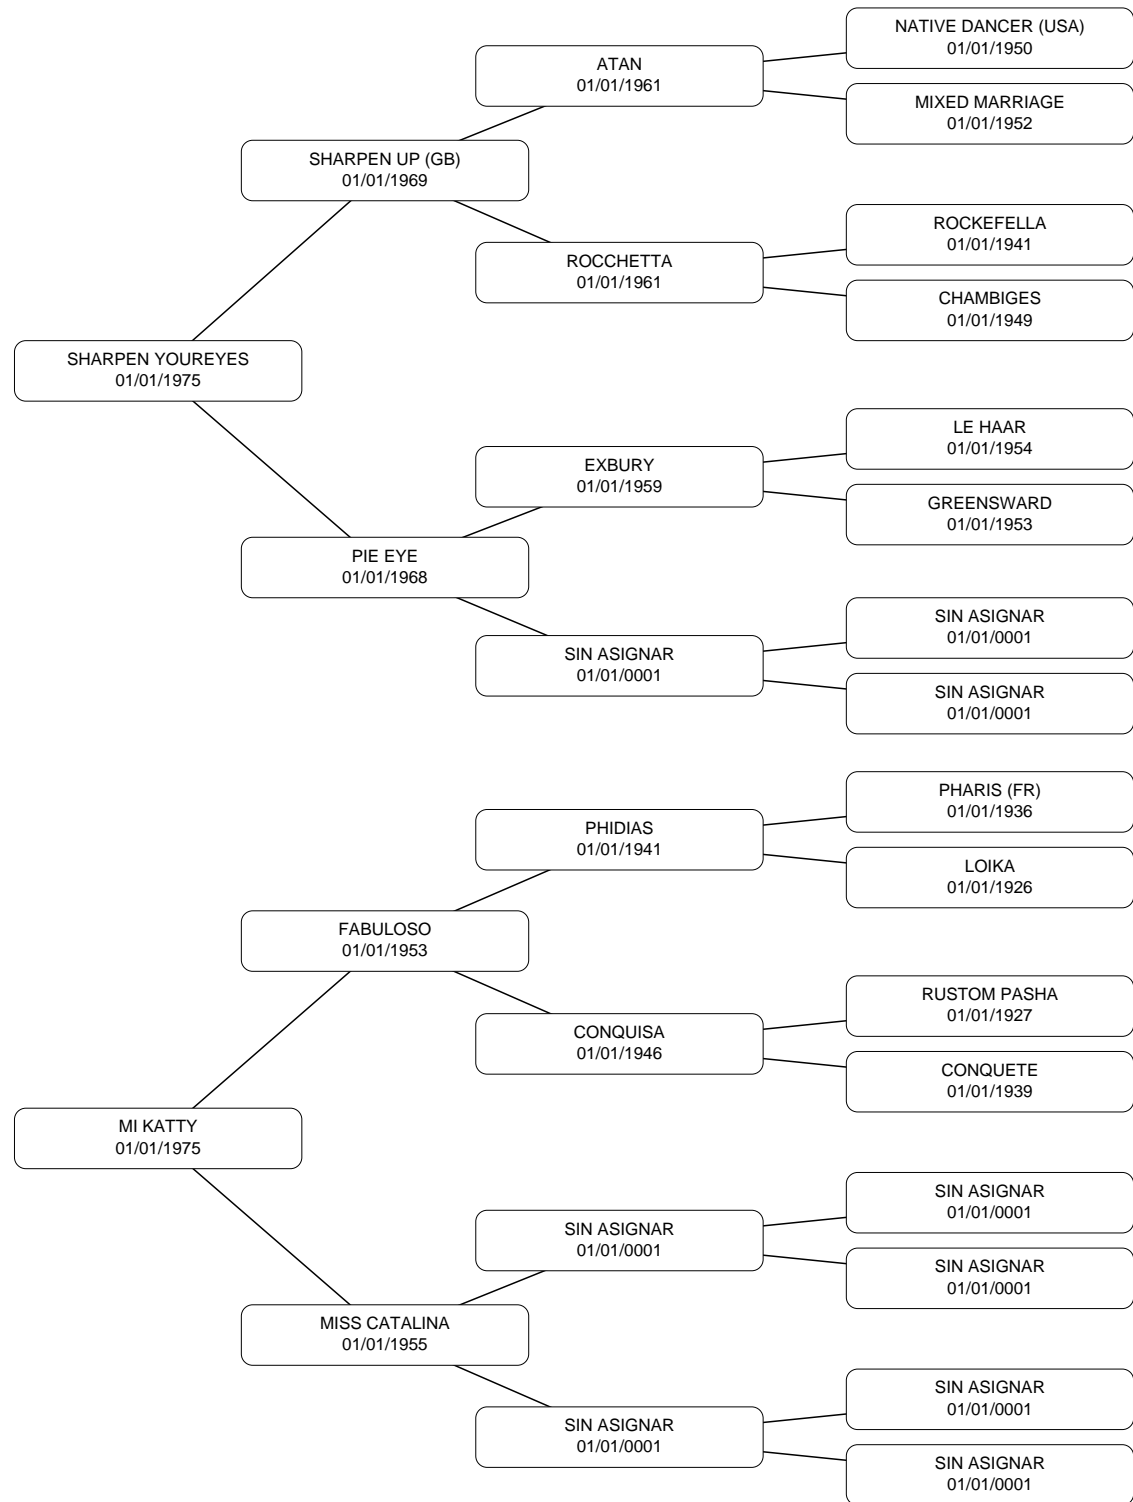 NATIVE DANCER (USA)
01/01/1950
ATAN
01/01/1961
MIXED MARRIAGE
01/01/1952
SHARPEN UP (GB)
01/01/1969
ROCKEFELLA
01/01/1941
ROCCHETTA
01/01/1961
CHAMBIGES
01/01/1949
SHARPEN YOUREYES
01/01/1975
LE HAAR
01/01/1954
EXBURY
01/01/1959
GREENSWARD
01/01/1953
PIE EYE
01/01/1968
SIN ASIGNAR
01/01/0001
SIN ASIGNAR
01/01/0001
SIN ASIGNAR
01/01/0001
PHARIS (FR)
01/01/1936
PHIDIAS
01/01/1941
LOIKA
01/01/1926
FABULOSO
01/01/1953
RUSTOM PASHA
01/01/1927
CONQUISA
01/01/1946
CONQUETE
01/01/1939
MI KATTY
01/01/1975
SIN ASIGNAR
01/01/0001
SIN ASIGNAR
01/01/0001
SIN ASIGNAR
01/01/0001
MISS CATALINA
01/01/1955
SIN ASIGNAR
01/01/0001
SIN ASIGNAR
01/01/0001
SIN ASIGNAR
01/01/0001